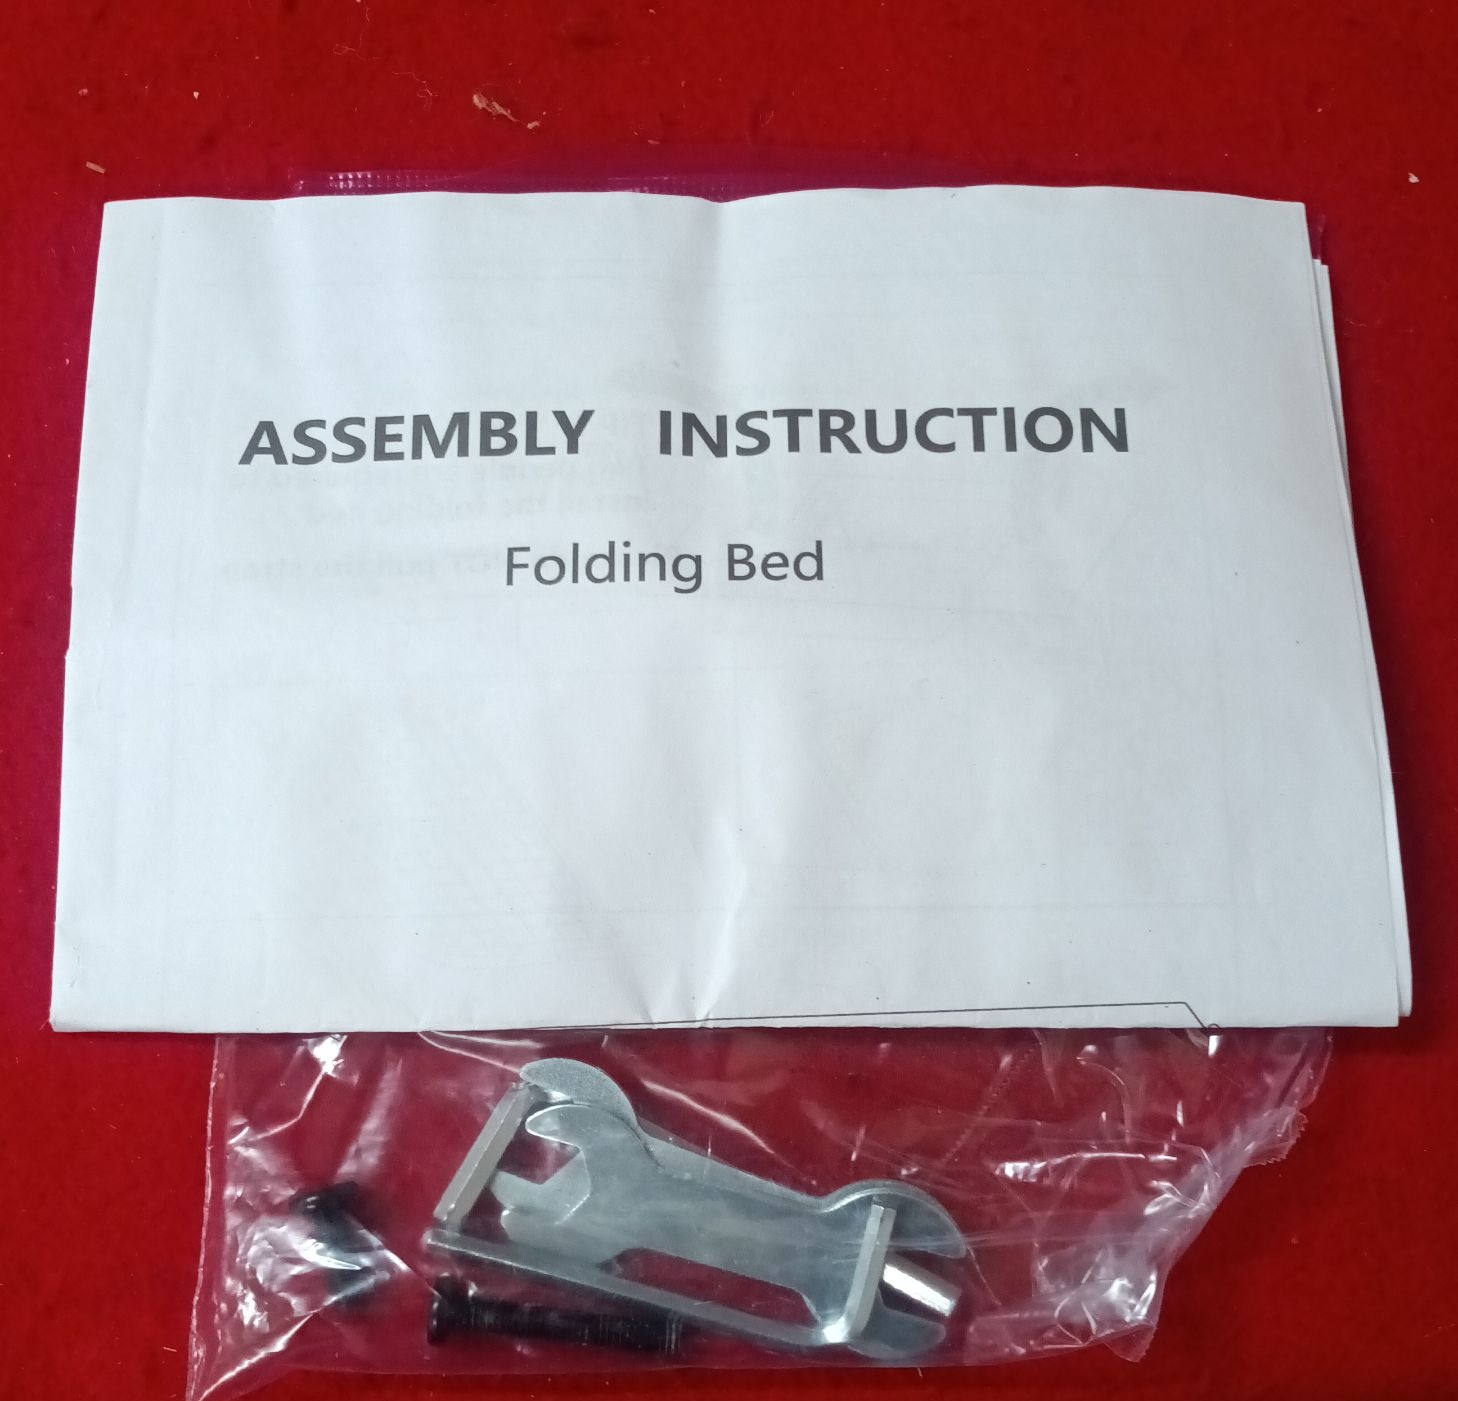 ASSEMBLY INSTRUCTION
Folding Bed